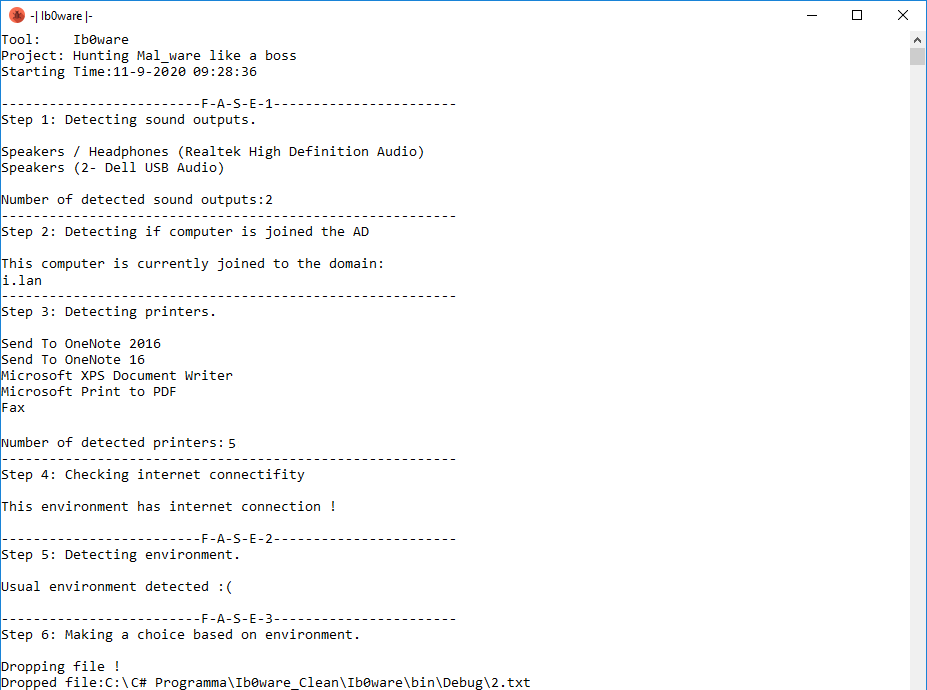 -| Ib0ware |-
Tool:    Ib0ware
Project: Hunting Mal_ware like a boss
Starting Time:11-9-2020 09:28:36
-------------------------F-A-S-E-1-----------------------
Step 1: Detecting sound outputs.
Speakers / Headphones (Realtek High Definition Audio)
Speakers (2- Dell USB Audio)
Number of detected sound outputs:2
---------------------------------------------------------
Step 2: Detecting if computer is joined the AD
This computer is currently joined to the domain:
i.lan
---------------------------------------------------------
Step 3: Detecting printers.
Send To OneNote 2016
Send To OneNote 16
Microsoft XPS Document Writer
Microsoft Print to PDF
Fax
Number of detected printers:5
---------------------------------------------------------
Step 4: Checking internet connectifity
This environment has internet connection !
-------------------------F-A-S-E-2-----------------------
Step 5: Detecting environment.
Usual environment detected :(
-------------------------F-A-S-E-3-----------------------
Step 6: Making a choice based on environment.
Dropping file !
Dropped file:C:\C# Programma\Ib0ware_Clean\Ib0ware\bin\Debug\2.txt